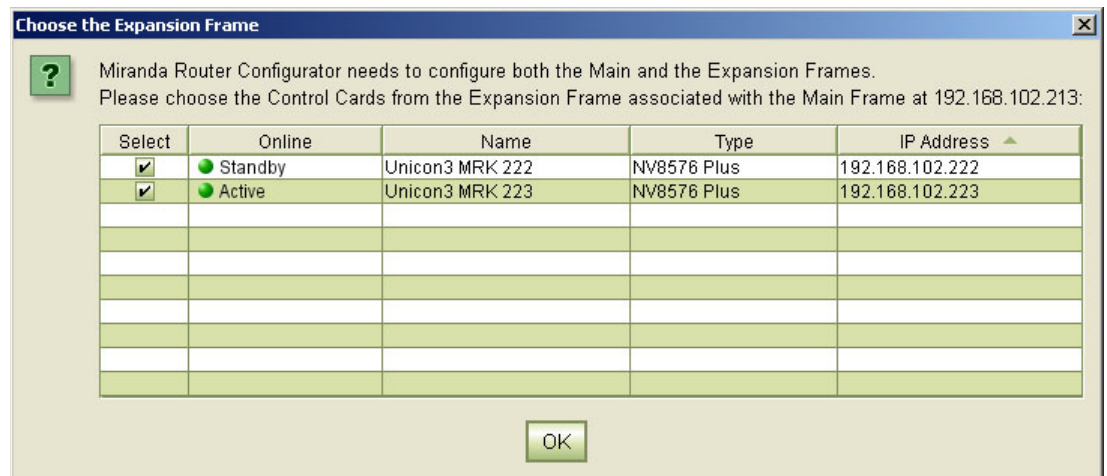 Choose the Expansion Frame
?
Miranda Router Configurator needs to configure both the Main and the Expansion Frames.
Please choose the Control Cards from the Expansion Frame associated with the Main Frame at 192.168.102.213:
Select Online Name Type IP Address
Standby Unicon3 MRK 222 NV8576 Plus 192.168.102.222
Active Unicon3 MRK 223 NV8576 Plus 192.168.102.223
OK